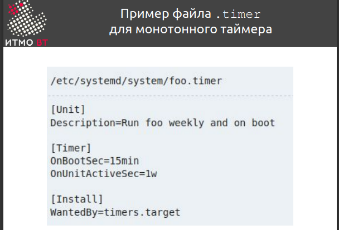 Пример файла .timer
для монотонного таймера
ИТМО ВТ
/etc/systemd/system/foo.timer
[Unit]
Description=Run foo weekly and on boot
[Timer]
OnBootSec=15min
OnUnitActiveSec=1w
[Install]
WantedBy=timers.target